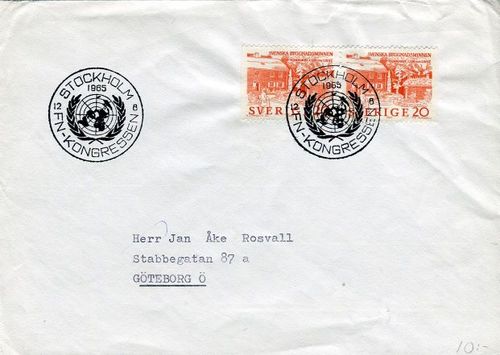 STOCKHOLM
1965
12 8
FN-KONGRESSEN
SVENSKA BYGGNADSMINNEN
SVERIGE 20
STOCKHOLM
1965
12 8
FN-KONGRESSEN
Herr Jan Åke Rosvall
Stabbegatan 87 a
GÖTEBORG Ö
10:-